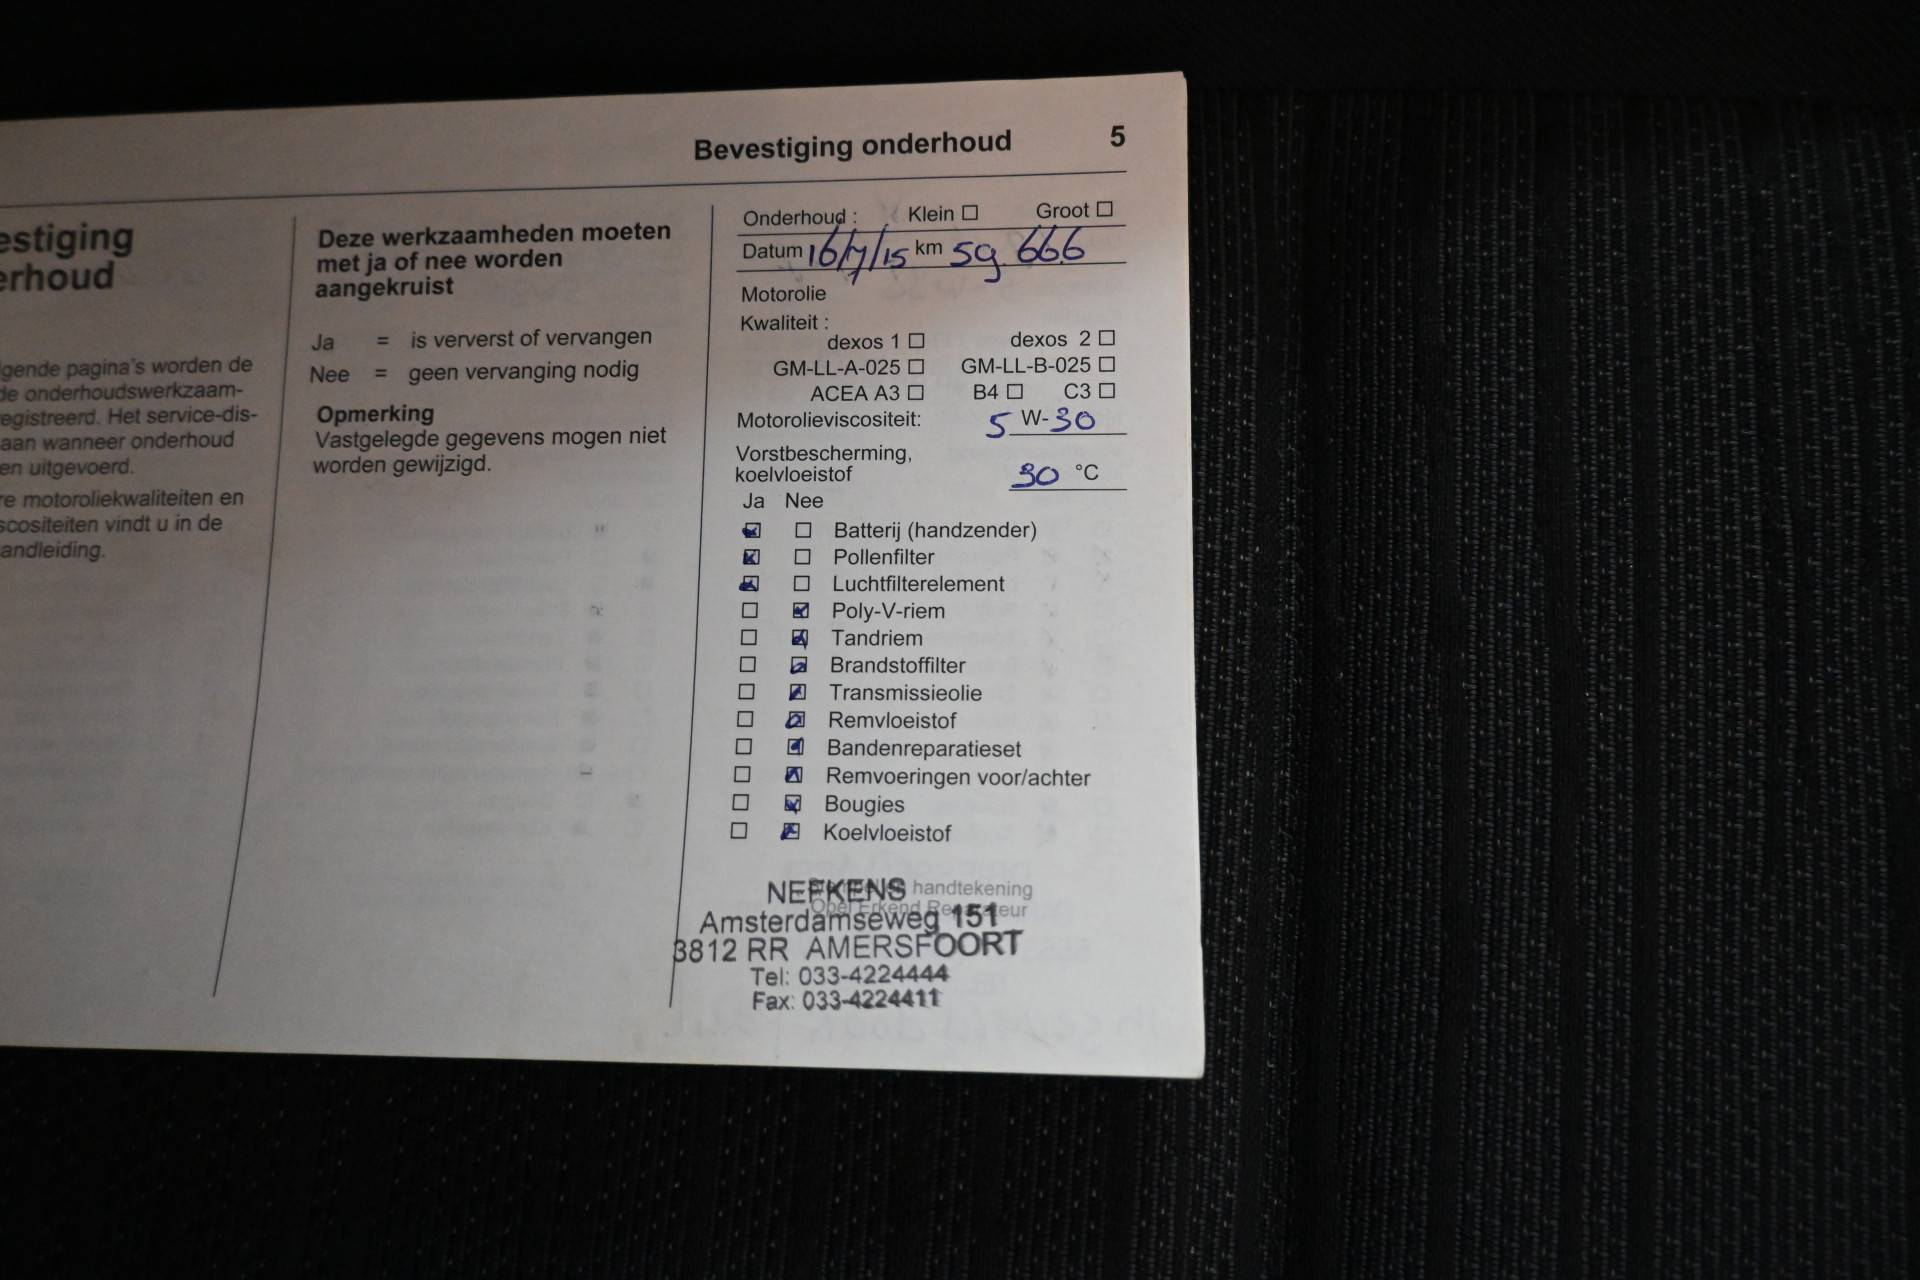 Bevestiging onderhoud 5
estiging
erhoud
gende pagina's worden de
de onderhoudswerkzaam-
egistreerd. Het service-dis-
aan wanneer onderhoud
en uitgevoerd.
re motoroliekwaliteiten en
scositeiten vindt u in de
andleiding.
Deze werkzaamheden moeten
met ja of nee worden
aangekruist
Ja = is ververst of vervangen
Nee = geen vervanging nodig
Opmerking
Vastgelegde gegevens mogen niet
worden gewijzigd.
Onderhoud : Klein ☐ Groot ☐
Datum 16/7/15 km 59.666
Motorolie
Kwaliteit :
dexos 1 ☐ dexos 2 ☐
GM-LL-A-025 ☐ GM-LL-B-025 ☐
ACEA A3 ☐ B4 ☐ C3 ☐
Motorolieviscositeit: 5 W-30
Vorstbescherming,
koelvloeistof 30 °C
Ja Nee
☒ ☐ Batterij (handzender)
☒ ☐ Pollenfilter
☒ ☐ Luchtfilterelement
☐ ☒ Poly-V-riem
☐ ☒ Tandriem
☐ ☒ Brandstoffilter
☐ ☒ Transmissieolie
☐ ☒ Remvloeistof
☐ ☒ Bandenreparatieset
☐ ☒ Remvoeringen voor/achter
☐ ☒ Bougies
☐ ☒ Koelvloeistof
handtekening
Opel Erkend Reparateur
NEFKENS
Amsterdamseweg 151
3812 RR AMERSFOORT
Tel: 033-4224444
Fax: 033-4224411